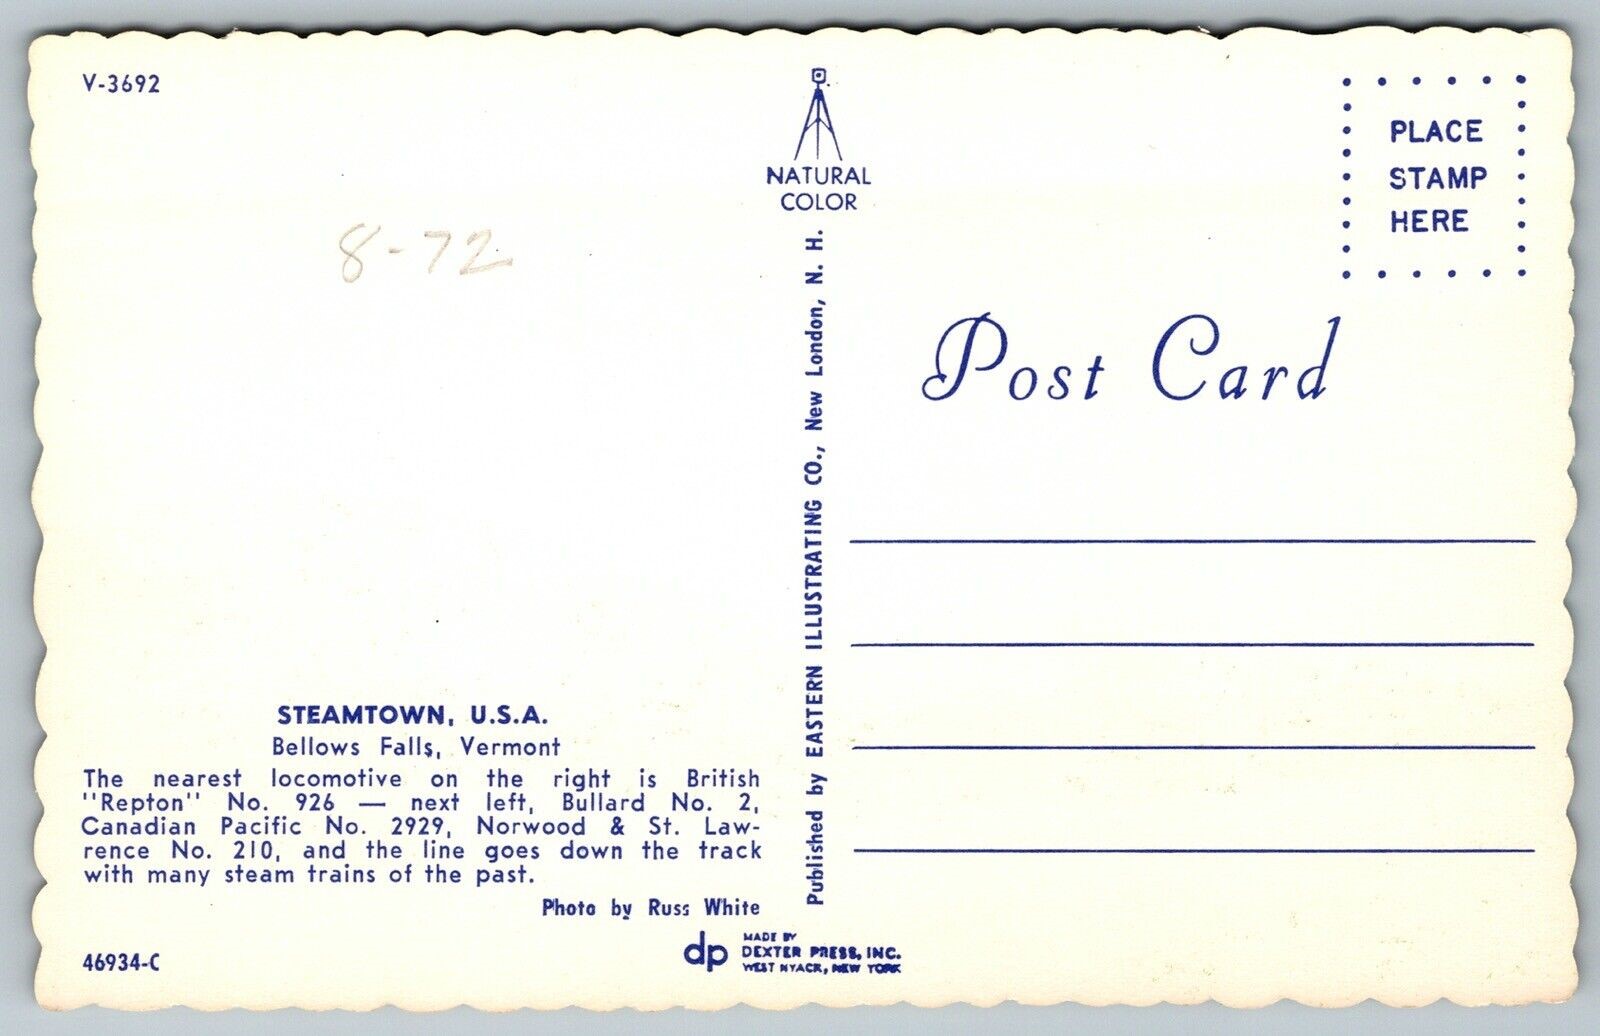 V-3692
NATURAL
COLOR
PLACE
STAMP
HERE
8-72
Post Card
Published by EASTERN ILLUSTRATING CO., New London, N. H.
STEAMTOWN, U.S.A.
Bellows Falls, Vermont
The nearest locomotive on the right is British
"Repton" No. 926 — next left, Bullard No. 2,
Canadian Pacific No. 2929, Norwood & St. Law-
rence No. 210, and the line goes down the track
with many steam trains of the past.
Photo by Russ White
46934-C
dp
MADE BY
DEXTER PRESS, INC.
WEST NYACK, NEW YORK